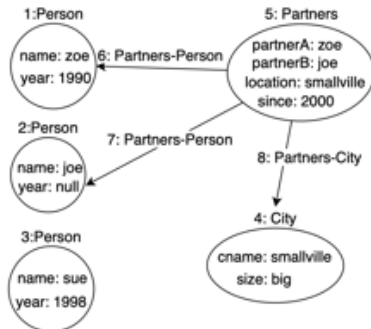 1:Person
name: zoe
year: 1990
5: Partners
partnerA: zoe
partnerB: joe
location: smallville
since: 2000
6: Partners-Person
2:Person
name: joe
year: null
7: Partners-Person
8: Partners-City
3:Person
name: sue
year: 1998
4: City
cname: smallville
size: big